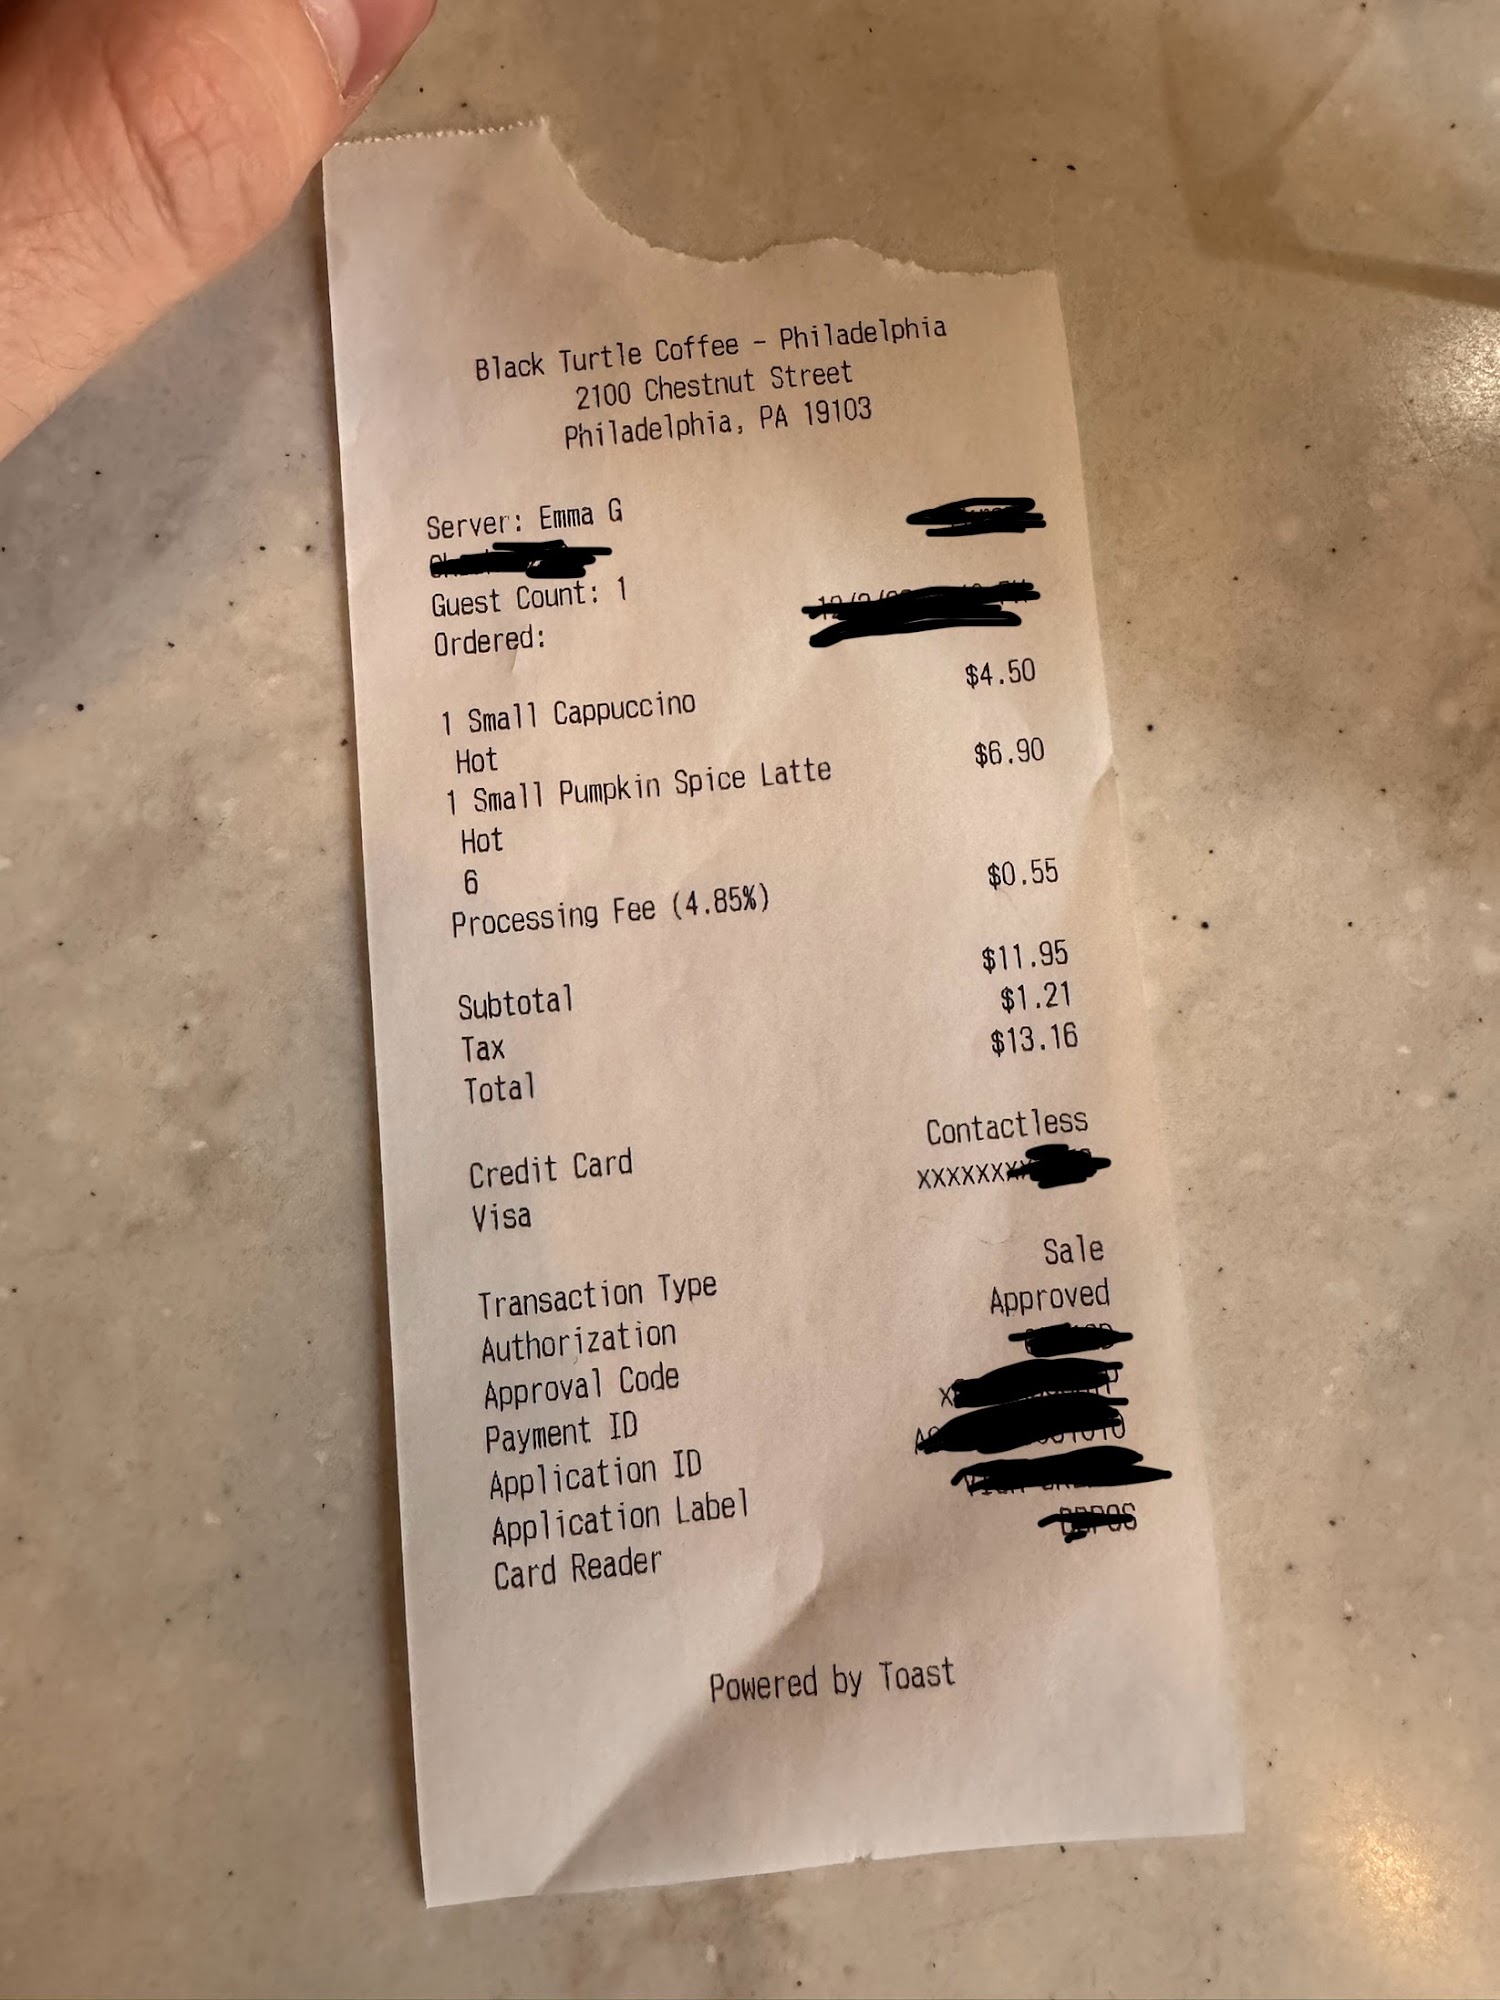 Black Turtle Coffee - Philadelphia
2100 Chestnut Street
Philadelphia, PA 19103
Server: Emma G
Guest Count: 1
Ordered:
1 Small Cappuccino $4.50
Hot
1 Small Pumpkin Spice Latte $6.90
Hot
6
Processing Fee (4.85%) $0.55
Subtotal $11.95
Tax $1.21
Total $13.16
Credit Card Contactless
Visa
Transaction Type Sale
Authorization Approved
Approval Code
Payment ID
Application ID
Application Label
Card Reader
Powered by Toast